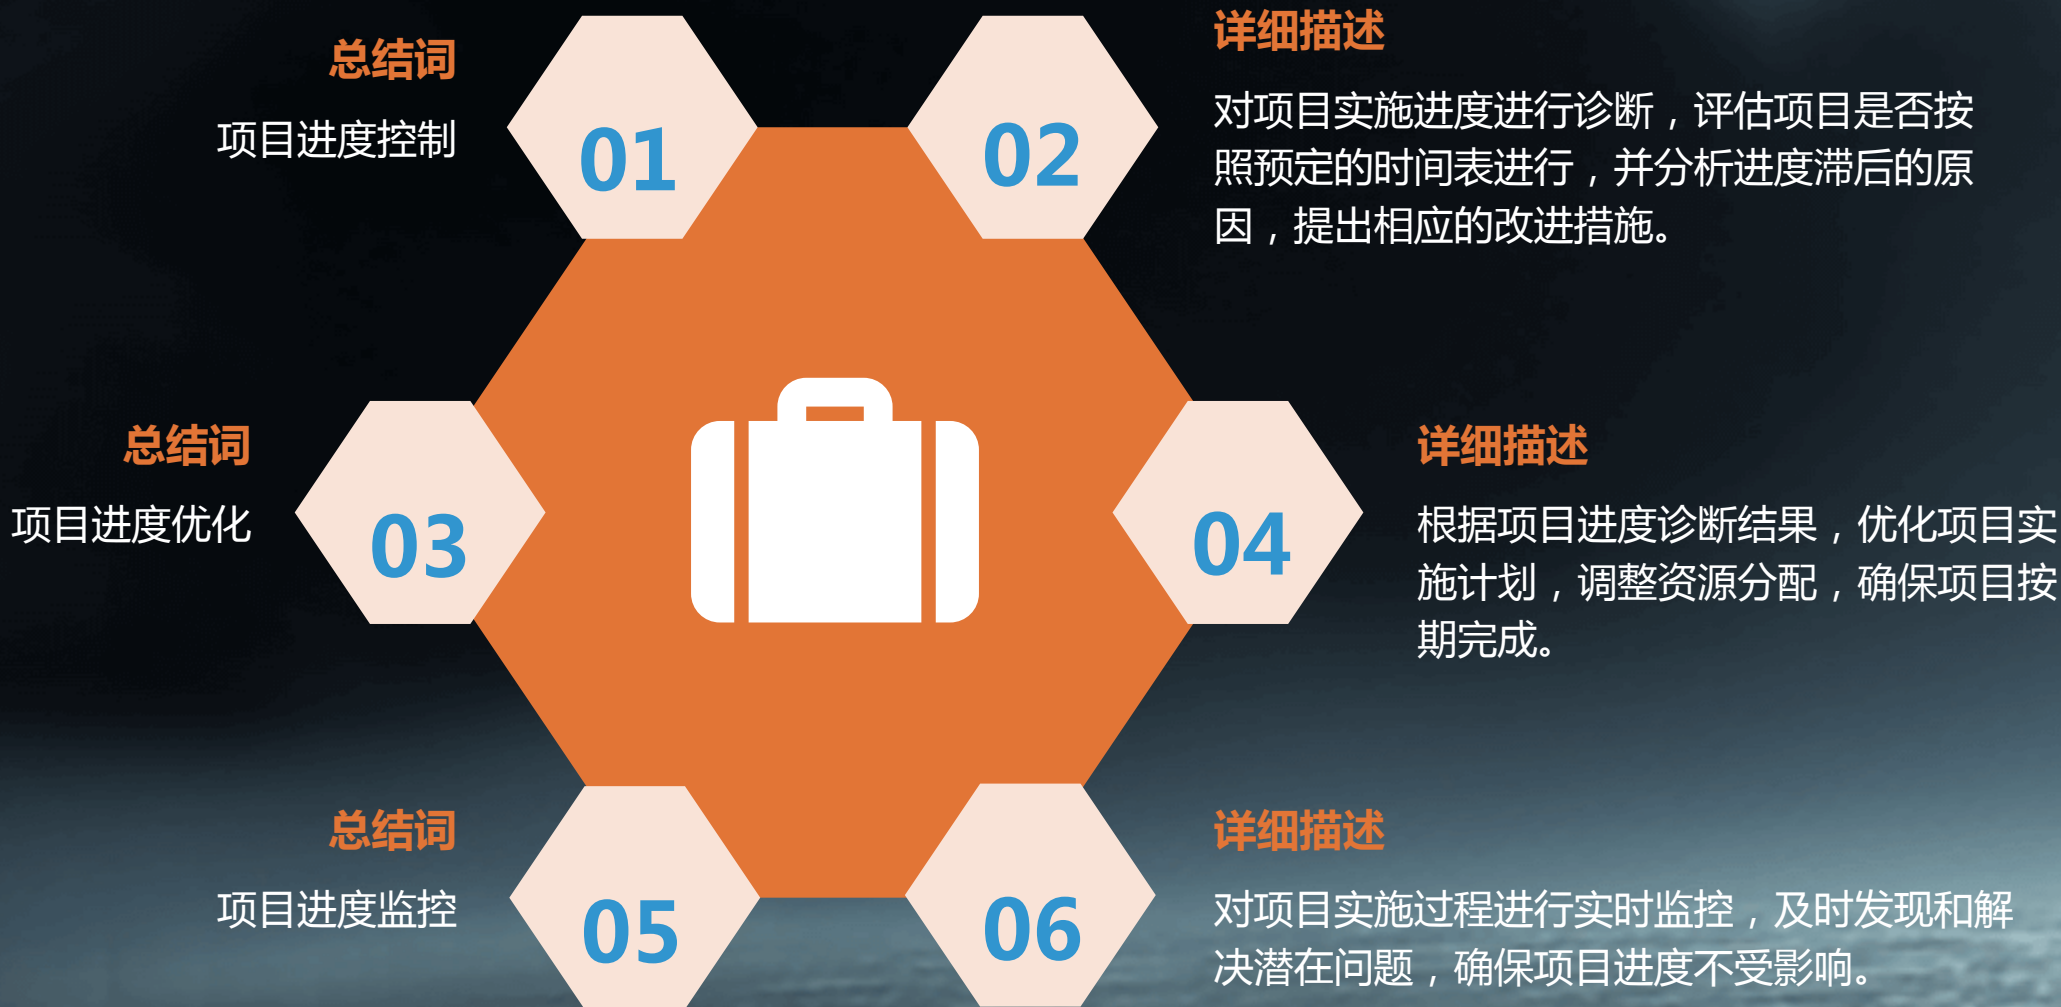 总结词
项目进度控制
01
02
详细描述
对项目实施进度进行诊断，评估项目是否按
照预定的时间表进行，并分析进度滞后的原
因，提出相应的改进措施。
总结词
项目进度优化
03
04
详细描述
根据项目进度诊断结果，优化项目实
施计划，调整资源分配，确保项目按
期完成。
总结词
项目进度监控
05
06
详细描述
对项目实施过程进行实时监控，及时发现和解
决潜在问题，确保项目进度不受影响。